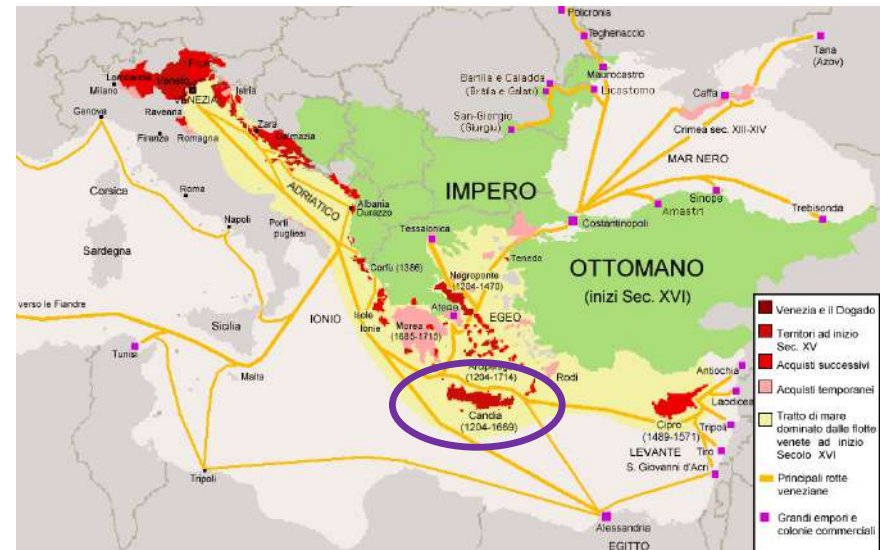 Policronia
Teghenaccio
Tana
(Azov)
Friuli
Lombardia
Veneto
Milano
VENEZIA
Istria
Banila e Caladda
(Braila e Galati)
Maurocastro
Licastomo
Caffa
Genova
Ravenna
Zara
San-Giorgio
(Giurgiu)
Crimea sec. XIII-XIV
Firenze
Romagna
Dalmazia
MAR NERO
Corsica
Roma
ADRIATICO
IMPERO
Sinope
Albania
Durazzo
Amastri
Trebisonda
Napoli
Porti
pugliesi
Tessalonica
Costantinopoli
Sardegna
Corfù (1386)
Tenedo
Negroponte
(1204-1470)
OTTOMANO
(inizi Sec. XVI)
verso le Fiandre
Isole
Ionie
Atene
EGEO
IONIO
Sicilia
Morea
(1685-1715)
Tunisi
Malta
Arcipelago
(1204-1714)
Rodi
Antiochia
Laodicea
Candia
(1204-1669)
Cipro
(1489-1571)
Tripoli
LEVANTE
Tiro
S. Giovanni d'Acri
Tripoli
Alessandria
EGITTO
Venezia e il Dogado
Territori ad inizio
Sec. XV
Acquisti successivi
Acquisti temporanei
Tratto di mare
dominato dalle flotte
venete ad inizio
Secolo XVI
Principali rotte
veneziane
Grandi empori e
colonie commerciali